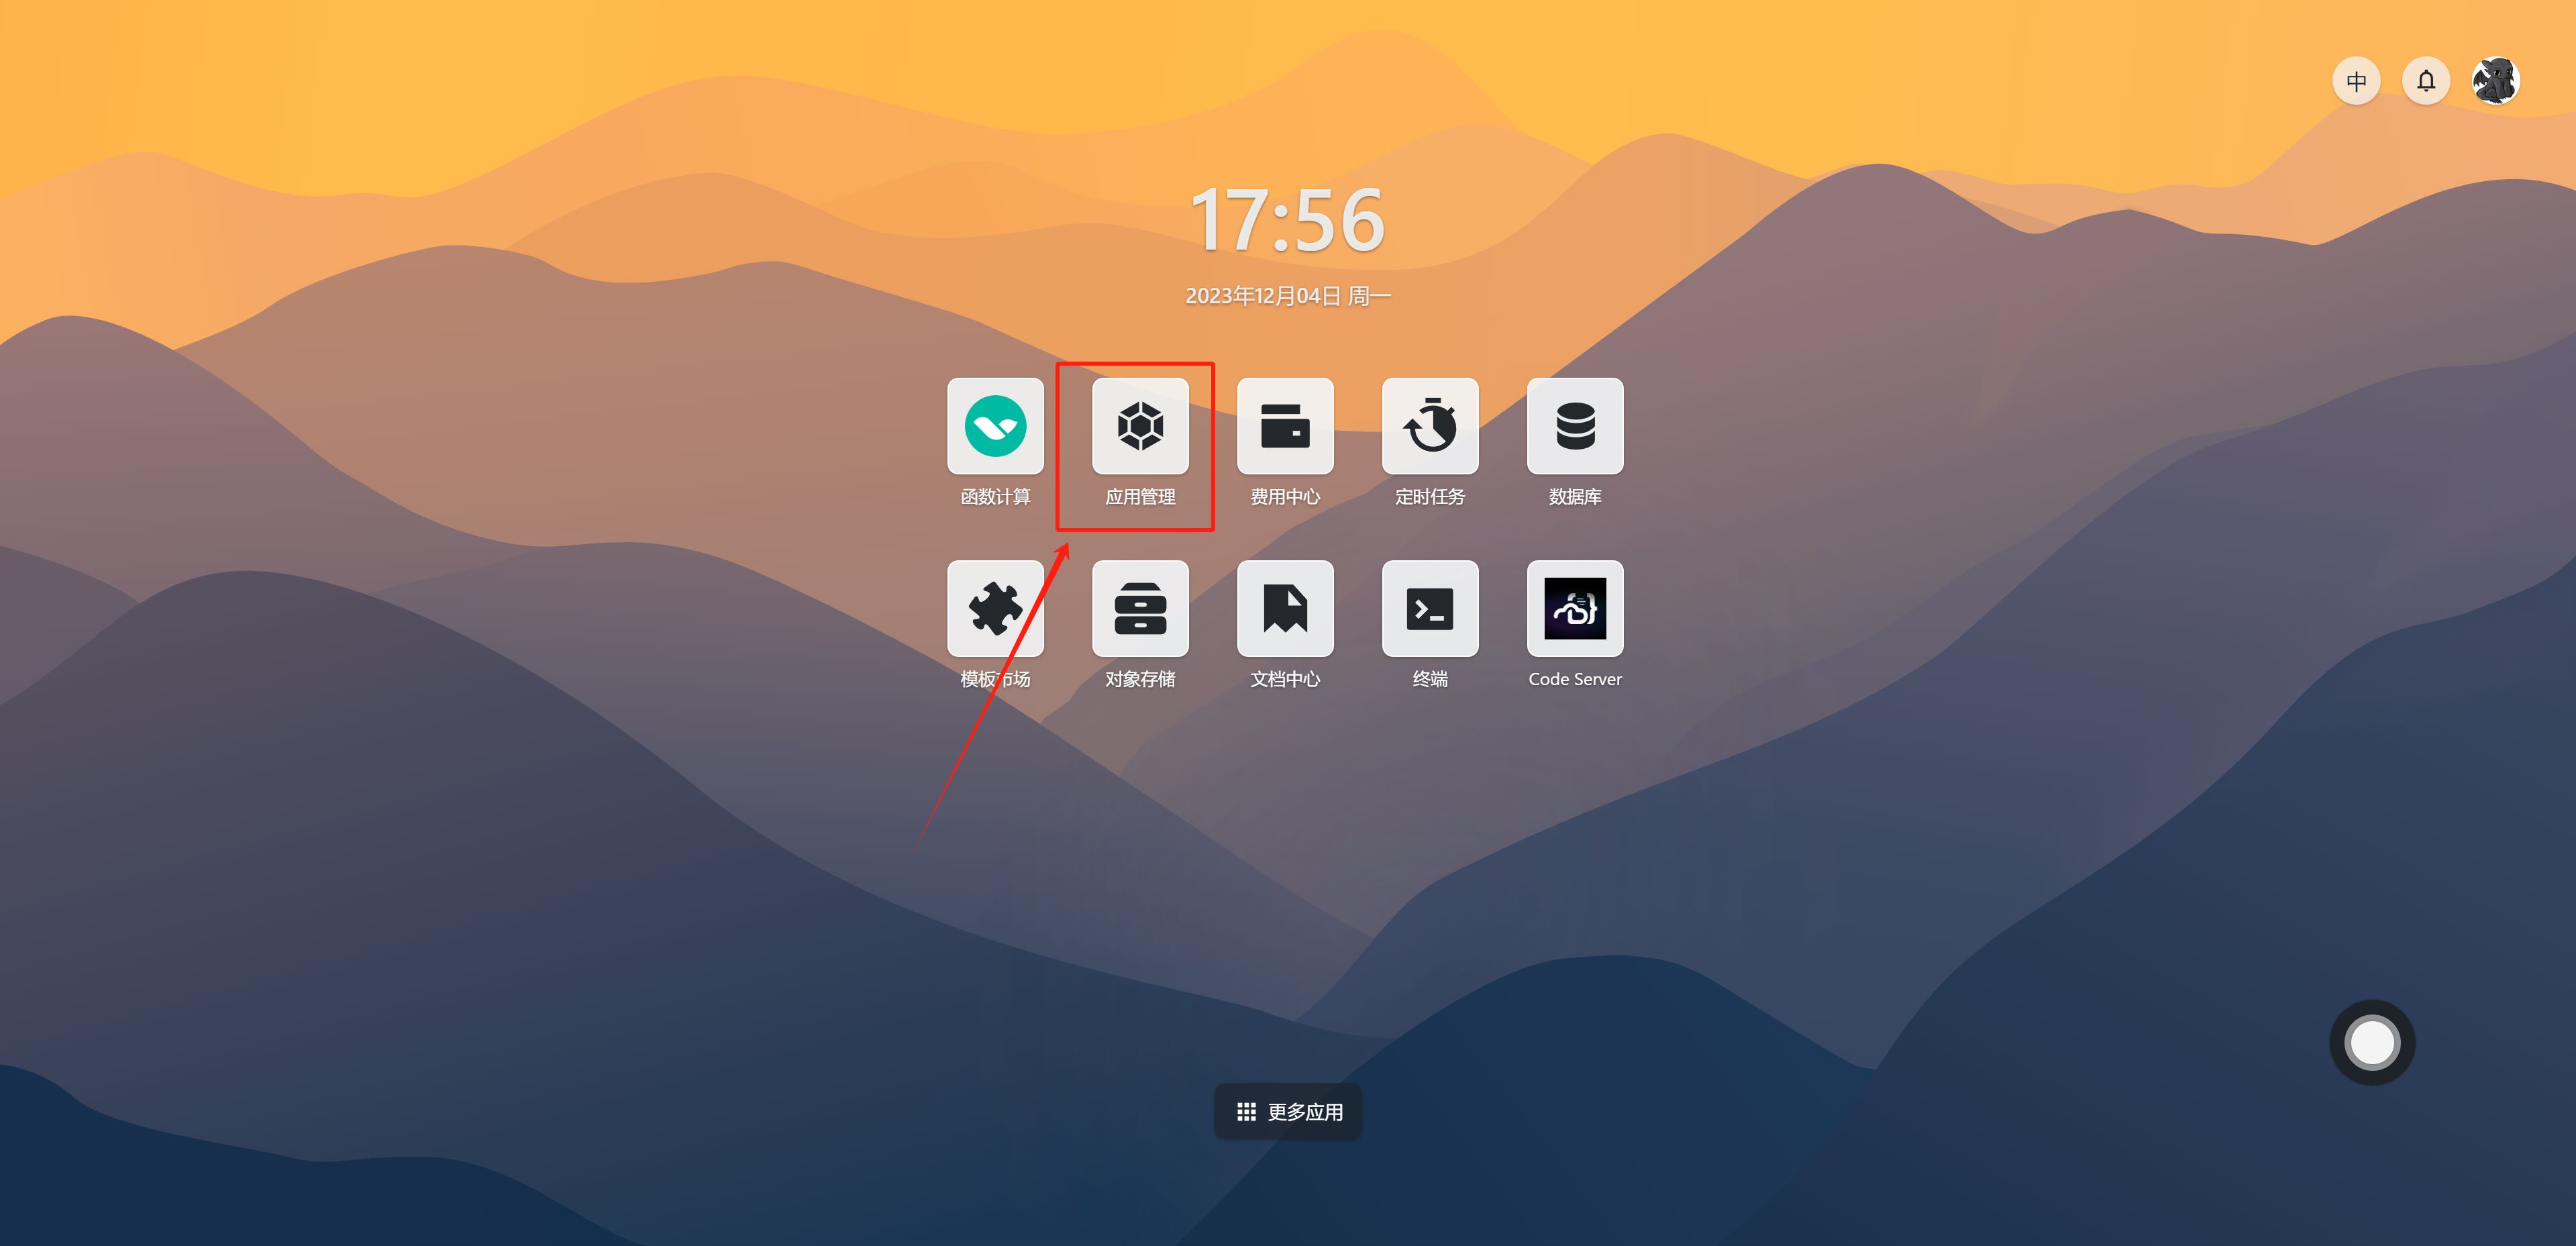 中
17:56
2023年12月04日 周一
函数计算
应用管理
费用中心
定时任务
数据库
模板市场
对象存储
文档中心
终端
Code Server
更多应用